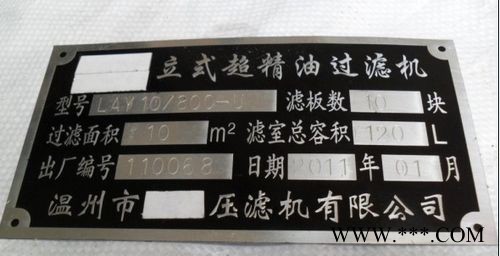 立式超精油过滤机
型号 LAY10/800-U 滤板数 10 块
过滤面积 10 m² 滤室总容积 120 L
出厂编号 110068 日期 2011 年 01 月
温州市 压滤机有限公司
www.***.COM